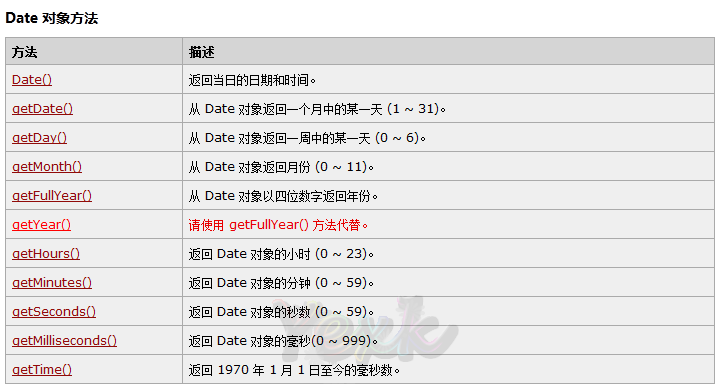 Date 对象方法
方法 描述
Date() 返回当日的日期和时间。
getDate() 从 Date 对象返回一个月中的某一天 (1 ~ 31)。
getDay() 从 Date 对象返回一周中的某一天 (0 ~ 6)。
getMonth() 从 Date 对象返回月份 (0 ~ 11)。
getFullYear() 从 Date 对象以四位数字返回年份。
getYear() 请使用 getFullYear() 方法代替。
getHours() 返回 Date 对象的小时 (0 ~ 23)。
getMinutes() 返回 Date 对象的分钟 (0 ~ 59)。
getSeconds() 返回 Date 对象的秒数 (0 ~ 59)。
getMilliseconds() 返回 Date 对象的毫秒(0 ~ 999)。
getTime() 返回 1970 年 1 月 1 日至今的毫秒数。